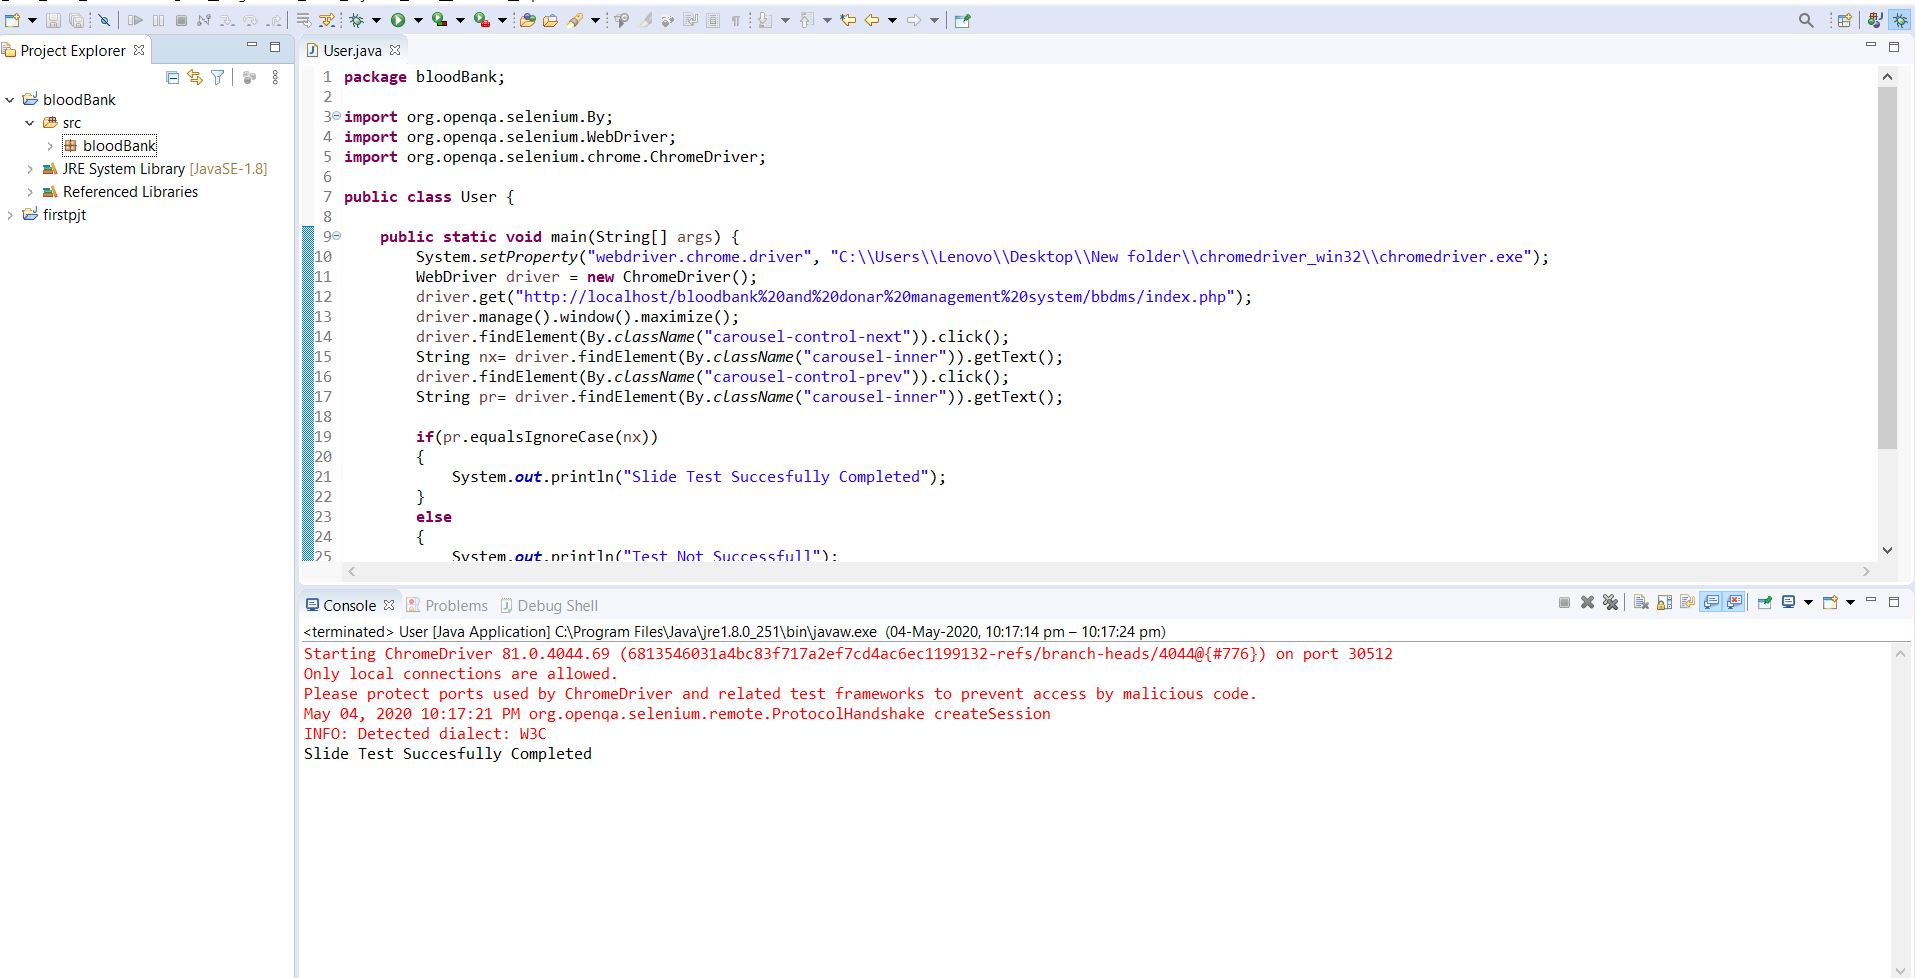 Project Explorer
bloodBank
src
bloodBank
JRE System Library [JavaSE-1.8]
Referenced Libraries
firstpjt
User.java
1 package bloodBank;
2
3 import org.openqa.selenium.By;
4 import org.openqa.selenium.WebDriver;
5 import org.openqa.selenium.chrome.ChromeDriver;
6
7 public class User {
8
9 public static void main(String[] args) {
10 System.setProperty("webdriver.chrome.driver", "C:\\Users\\Lenovo\\Desktop\\New folder\\chromedriver_win32\\chromedriver.exe");
11 WebDriver driver = new ChromeDriver();
12 driver.get("http://localhost/bloodbank%20and%20donar%20management%20system/bbdms/index.php");
13 driver.manage().window().maximize();
14 driver.findElement(By.className("carousel-control-next")).click();
15 String nx= driver.findElement(By.className("carousel-inner")).getText();
16 driver.findElement(By.className("carousel-control-prev")).click();
17 String pr= driver.findElement(By.className("carousel-inner")).getText();
18
19 if(pr.equalsIgnoreCase(nx))
20 {
21 System.out.println("Slide Test Succesfully Completed");
22 }
23 else
24 {
25 System.out.println("Test Not Successfull");
Console Problems Debug Shell
<terminated> User [Java Application] C:\Program Files\Java\jre1.8.0_251\bin\javaw.exe (04-May-2020, 10:17:14 pm – 10:17:24 pm)
Starting ChromeDriver 81.0.4044.69 (6813546031a4bc83f717a2ef7cd4ac6ec1199132-refs/branch-heads/4044@{#776}) on port 30512
Only local connections are allowed.
Please protect ports used by ChromeDriver and related test frameworks to prevent access by malicious code.
May 04, 2020 10:17:21 PM org.openqa.selenium.remote.ProtocolHandshake createSession
INFO: Detected dialect: W3C
Slide Test Succesfully Completed